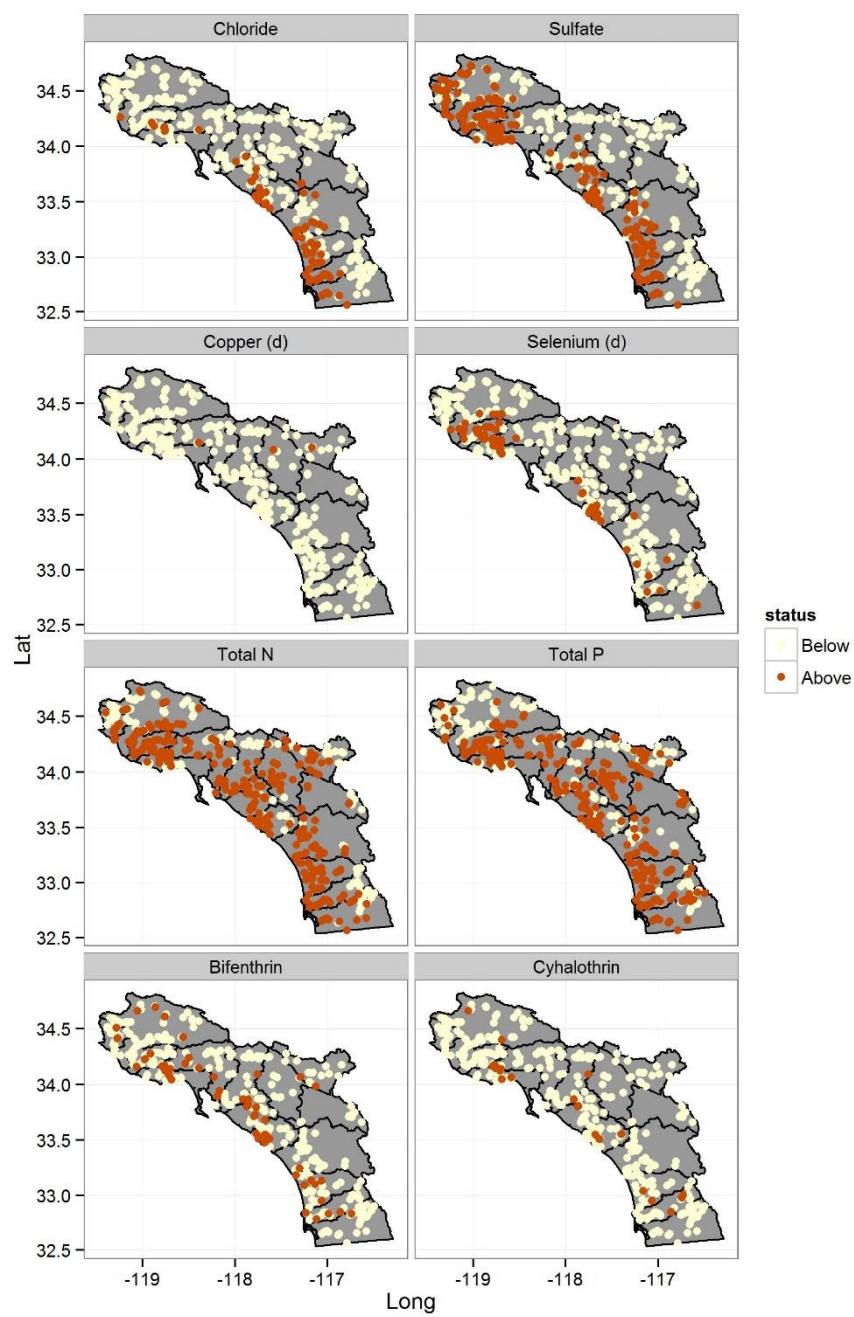 Chloride Sulfate
34.5
34.0
33.5
33.0
32.5
Copper (d) Selenium (d)
34.5
34.0
33.5
33.0
32.5
status
Below
Above
Lat
Total N Total P
34.5
34.0
33.5
33.0
32.5
Bifenthrin Cyhalothrin
34.5
34.0
33.5
33.0
32.5
-119 -118 -117 -119 -118 -117
Long